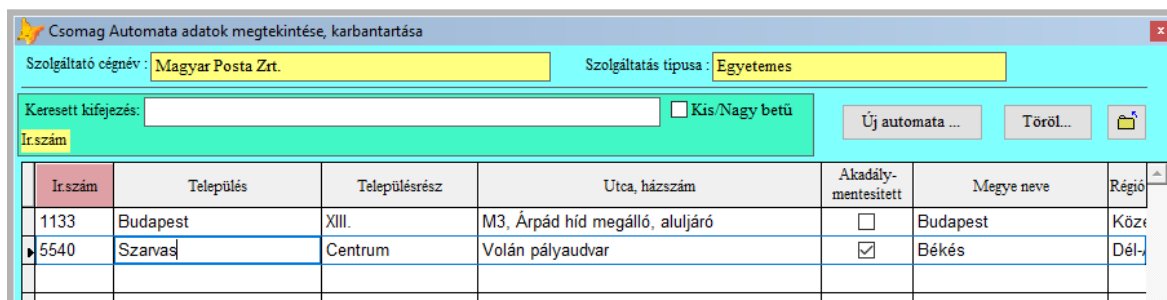 Csomag Automata adatok megtekintése, karbantartása x
Szolgáltató cégnév : Magyar Posta Zrt. Szolgáltatás típusa : Egyetemes
Keresett kifejezés: Kis/Nagy betű Új automata ... Töröl...
Ir.szám
Ir.szám Település Településrész Utca, házszám Akadály- Megye neve Régió
mentesített
1133 Budapest XIII. M3, Árpád híd megálló, aluljáró Budapest Köze
5540 Szarvas Centrum Volán pályaudvar Békés Dél-